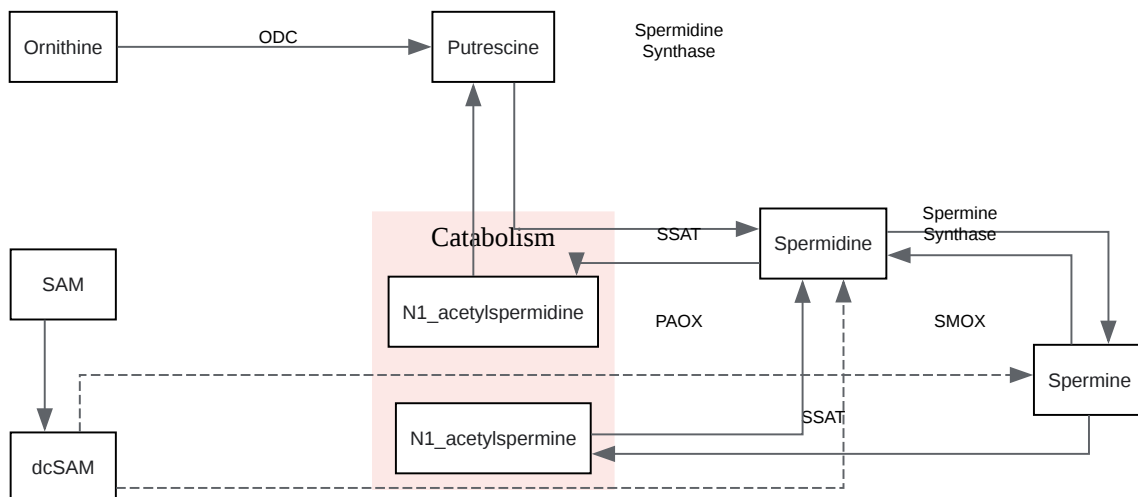 Ornithine
ODC
Putrescine
Spermidine
Synthase
Catabolism
SSAT
Spermidine
Spermine
Synthase
SAM
N1_acetylspermidine
PAOX
SMOX
Spermine
N1_acetylspermine
SSAT
dcSAM